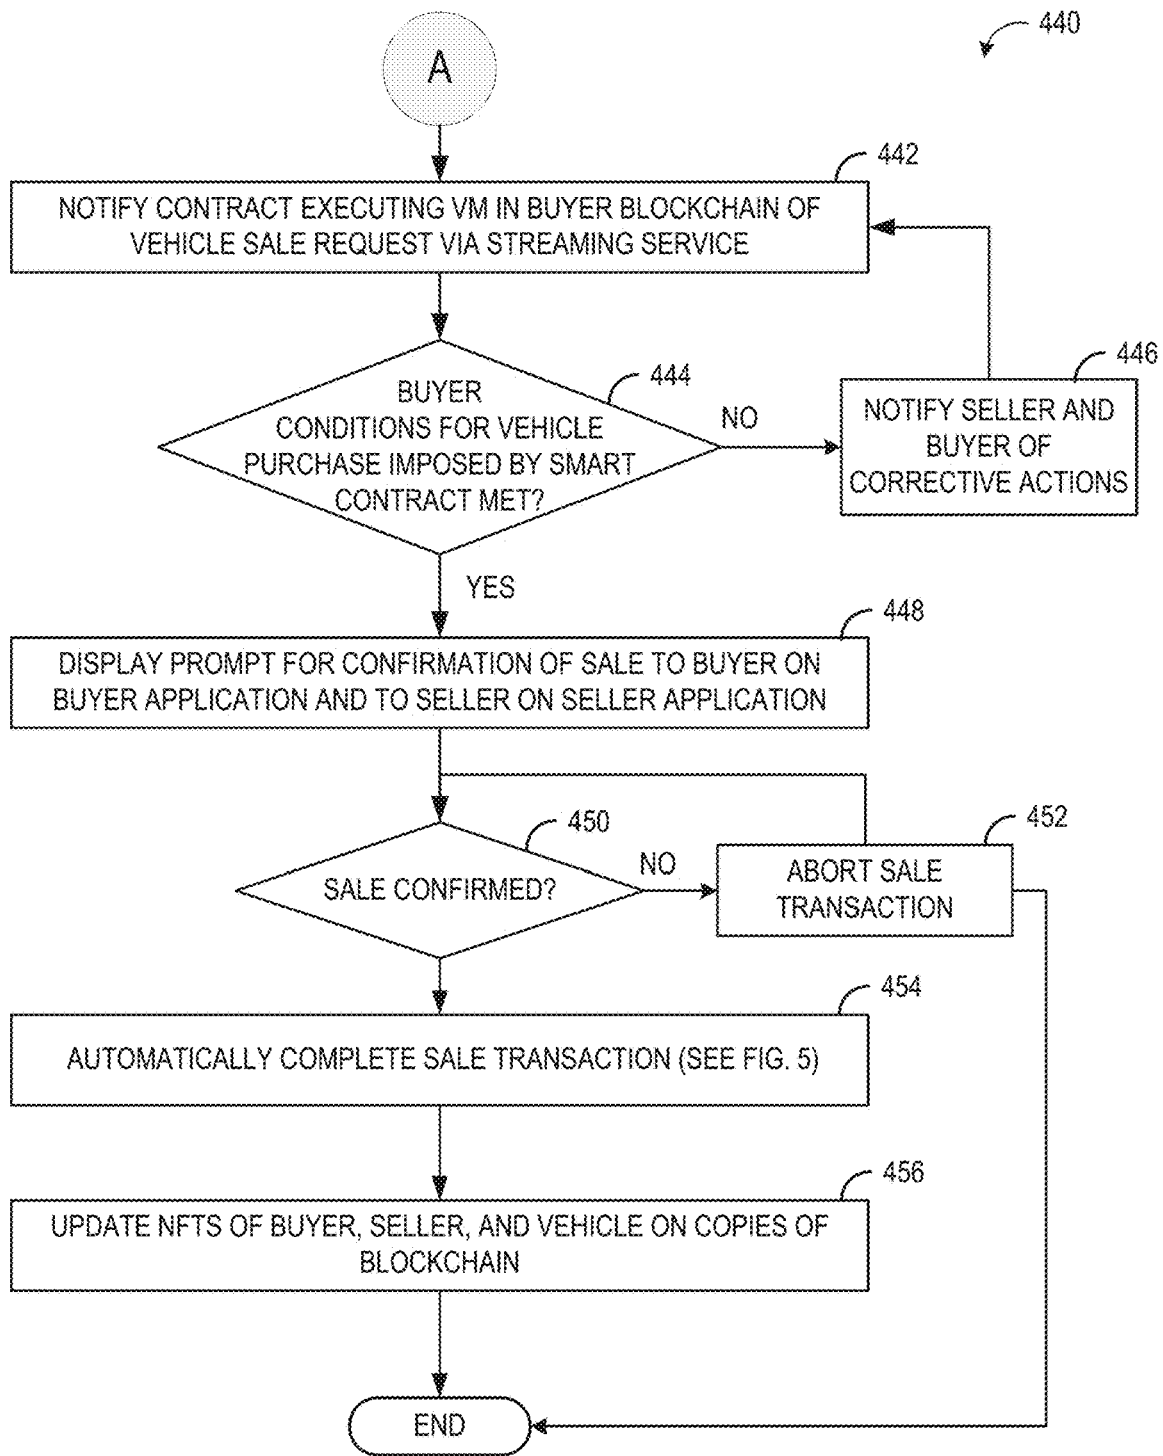 440
A
442
NOTIFY CONTRACT EXECUTING VM IN BUYER BLOCKCHAIN OF
VEHICLE SALE REQUEST VIA STREAMING SERVICE
444
BUYER
CONDITIONS FOR VEHICLE
PURCHASE IMPOSED BY SMART
CONTRACT MET?
NO
446
NOTIFY SELLER AND
BUYER OF
CORRECTIVE ACTIONS
YES
448
DISPLAY PROMPT FOR CONFIRMATION OF SALE TO BUYER ON
BUYER APPLICATION AND TO SELLER ON SELLER APPLICATION
450
SALE CONFIRMED?
NO
452
ABORT SALE
TRANSACTION
454
AUTOMATICALLY COMPLETE SALE TRANSACTION (SEE FIG. 5)
456
UPDATE NFTS OF BUYER, SELLER, AND VEHICLE ON COPIES OF
BLOCKCHAIN
END